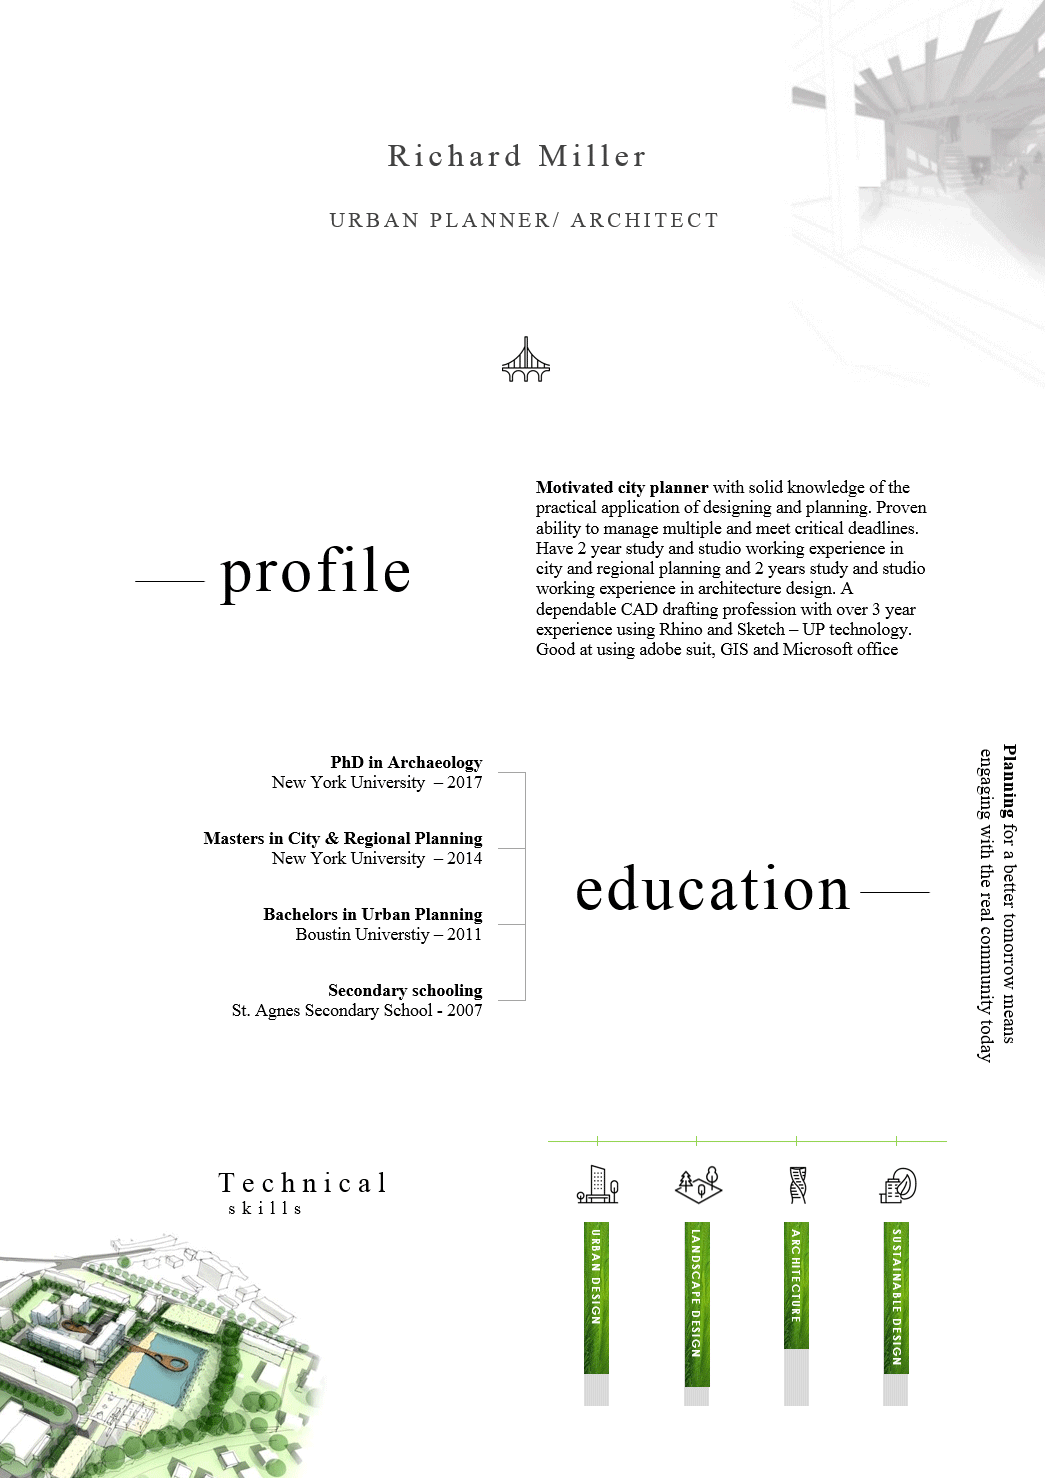 Richard Miller
URBAN PLANNER/ ARCHITECT
profile
Motivated city planner with solid knowledge of the
practical application of designing and planning. Proven
ability to manage multiple and meet critical deadlines.
Have 2 year study and studio working experience in
city and regional planning and 2 years study and studio
working experience in architecture design. A
dependable CAD drafting profession with over 3 year
experience using Rhino and Sketch – UP technology.
Good at using adobe suit, GIS and Microsoft office
PhD in Archaeology
New York University – 2017
Masters in City & Regional Planning
New York University – 2014
Bachelors in Urban Planning
Boustin Universtiy – 2011
Secondary schooling
St. Agnes Secondary School - 2007
education
Planning for a better tomorrow means
engaging with the real community today
Technical
skills
URBAN DESIGN
LANDSCAPE DESIGN
ARCHITECTURE
SUSTAINABLE DESIGN